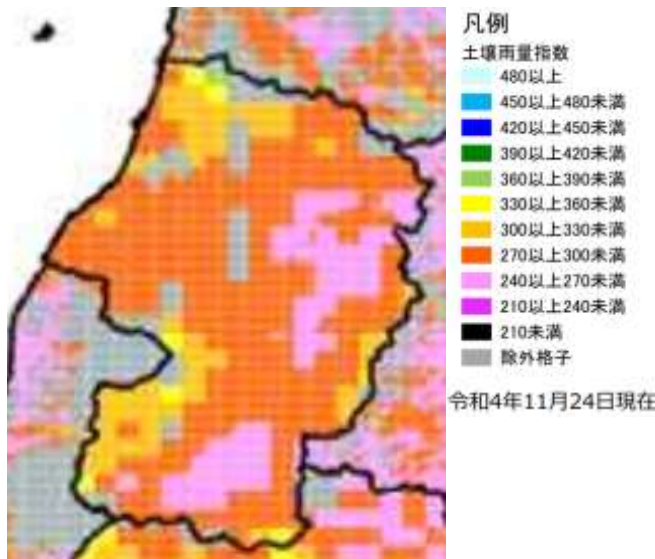 凡例
土壌雨量指数
480以上
450以上480未満
420以上450未満
390以上420未満
360以上390未満
330以上360未満
300以上330未満
270以上300未満
240以上270未満
210以上240未満
210未満
除外格子
令和4年11月24日現在